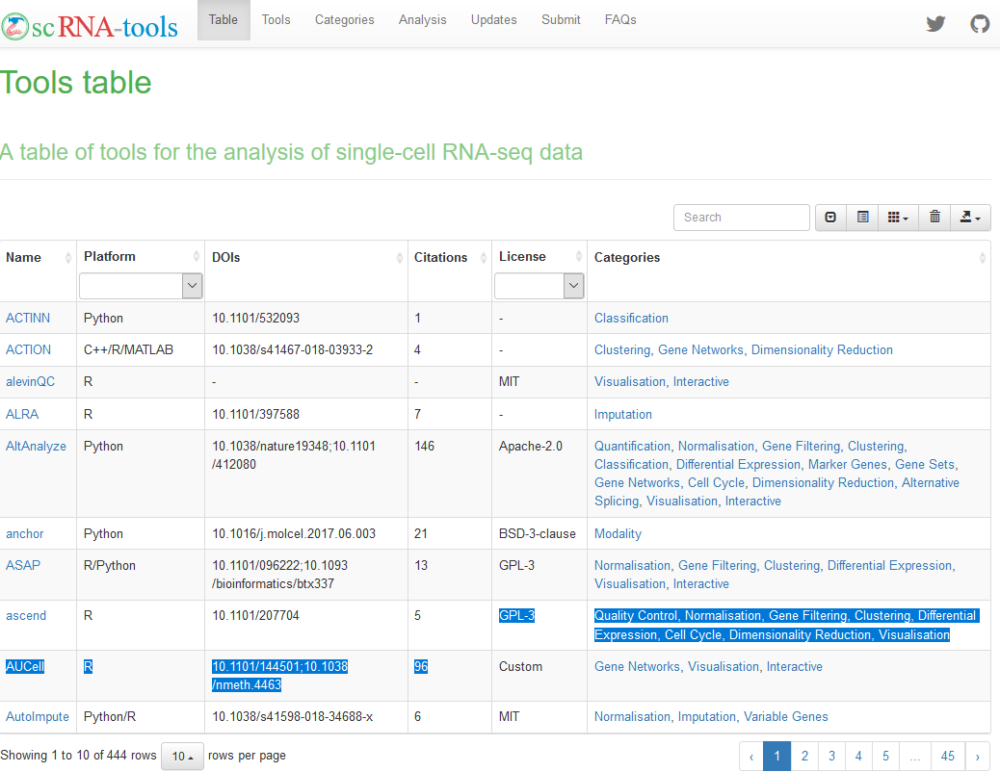 scRNA-tools Table Tools Categories Analysis Updates Submit FAQs
Tools table
A table of tools for the analysis of single-cell RNA-seq data
Search
Name Platform DOIs Citations License Categories
ACTINN Python 10.1101/532093 1 - Classification
ACTION C++/R/MATLAB 10.1038/s41467-018-03933-2 4 - Clustering, Gene Networks, Dimensionality Reduction
alevinQC R - - MIT Visualisation, Interactive
ALRA R 10.1101/397588 7 - Imputation
AltAnalyze Python 10.1038/nature19348;10.1101 146 Apache-2.0 Quantification, Normalisation, Gene Filtering, Clustering,
/412080 Classification, Differential Expression, Marker Genes, Gene Sets,
Gene Networks, Cell Cycle, Dimensionality Reduction, Alternative
Splicing, Visualisation, Interactive
anchor Python 10.1016/j.molcel.2017.06.003 21 BSD-3-clause Modality
ASAP R/Python 10.1101/096222;10.1093 13 GPL-3 Normalisation, Gene Filtering, Clustering, Differential Expression,
/bioinformatics/btx337 Visualisation, Interactive
ascend R 10.1101/207704 5 GPL-3 Quality Control, Normalisation, Gene Filtering, Clustering, Differential
Expression, Cell Cycle, Dimensionality Reduction, Visualisation
AUCell R 10.1101/144501;10.1038 96 Custom Gene Networks, Visualisation, Interactive
/nmeth.4463
AutoImpute Python/R 10.1038/s41598-018-34688-x 6 MIT Normalisation, Imputation, Variable Genes
Showing 1 to 10 of 444 rows 10 rows per page ‹ 1 2 3 4 5 ... 45 ›